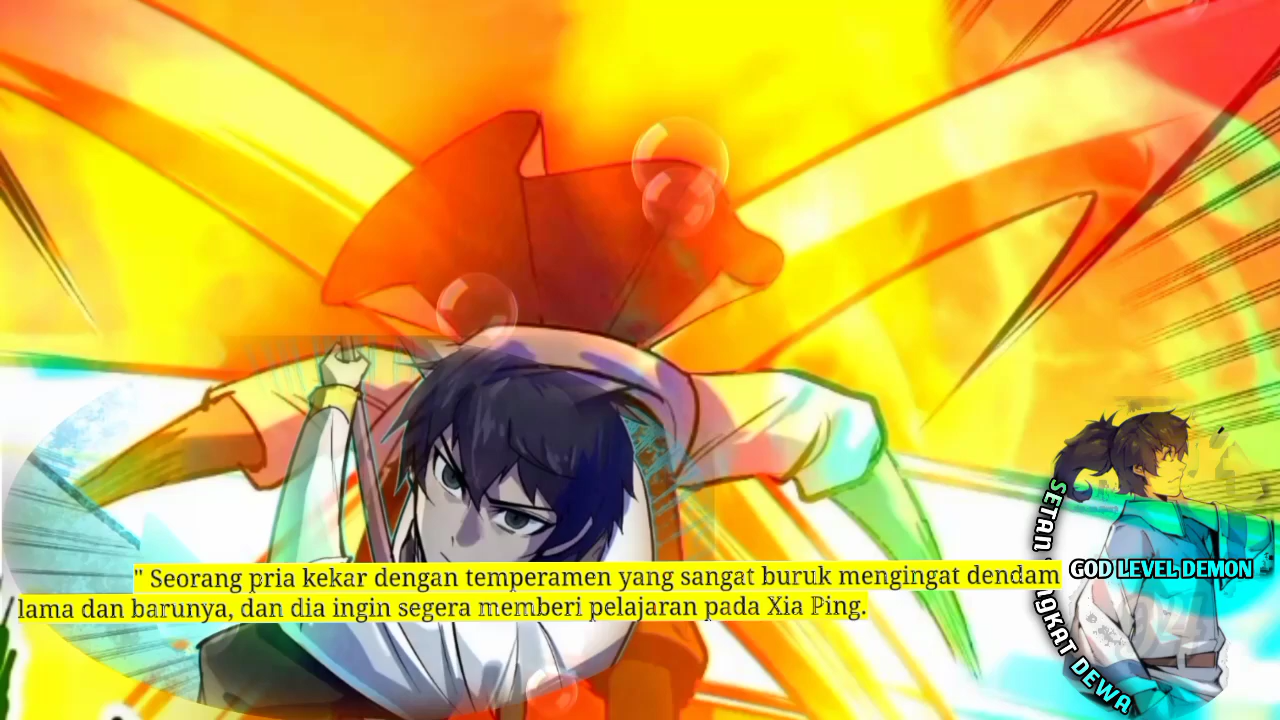 " Seorang pria kekar dengan temperamen yang sangat buruk mengingat dendam
lama dan barunya, dan dia ingin segera memberi pelajaran pada Xia Ping.
GOD LEVEL DEMON
SETAN NGKAT DEWA